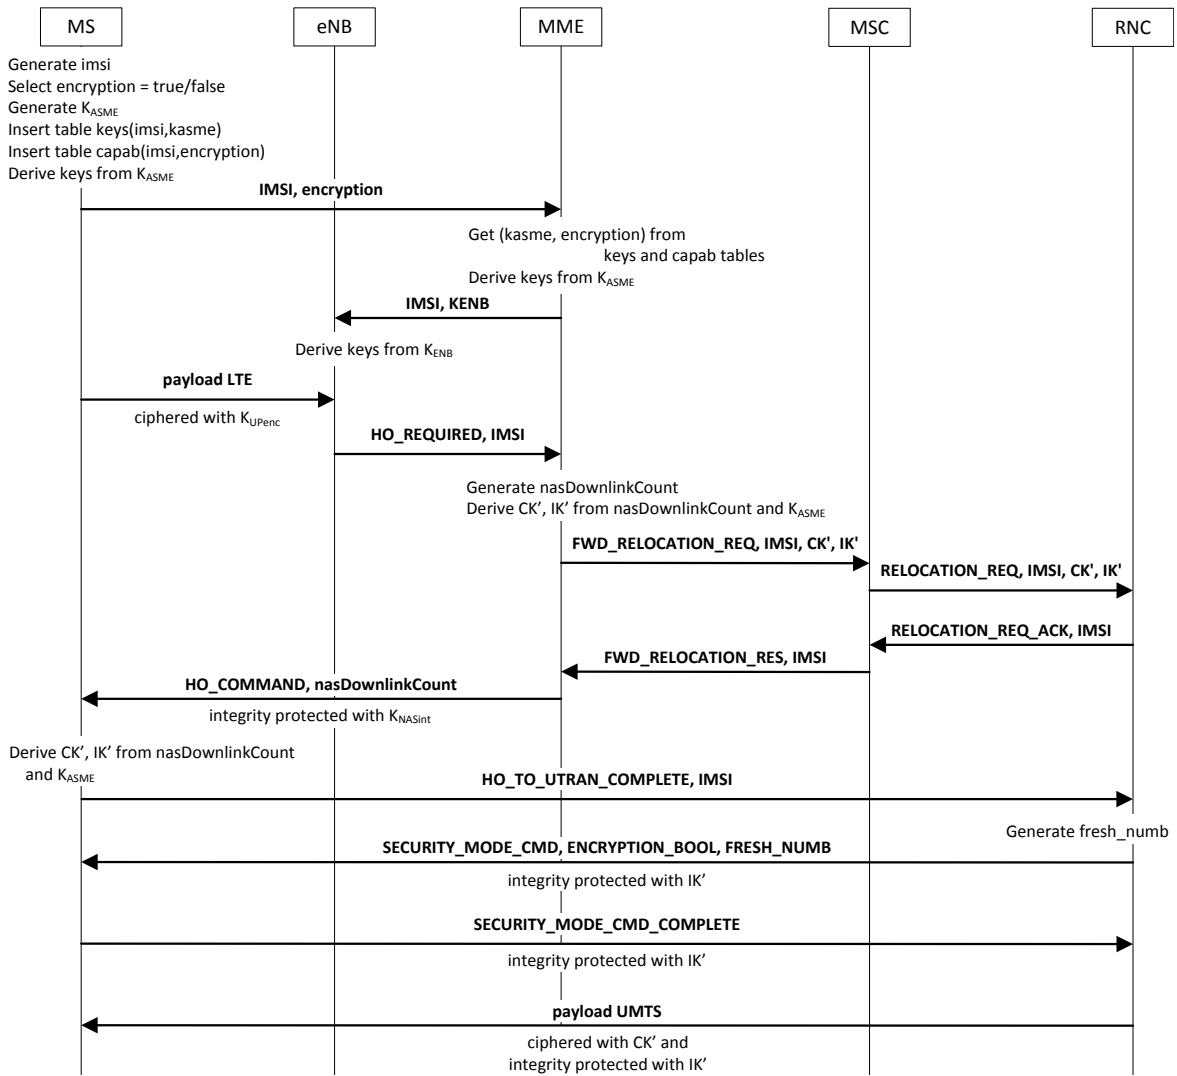 MS
eNB
MME
MSC
RNC
Generate imsi
Select encryption = true/false
Generate KASME
Insert table keys(imsi,kasme)
Insert table capab(imsi,encryption)
Derive keys from KASME
IMSI, encryption
Get (kasme, encryption) from
keys and capab tables
Derive keys from KASME
IMSI, KENB
Derive keys from KENB
payload LTE
ciphered with KUPenc
HO_REQUIRED, IMSI
Generate nasDownlinkCount
Derive CK’, IK’ from nasDownlinkCount and KASME
FWD_RELOCATION_REQ, IMSI, CK', IK'
RELOCATION_REQ, IMSI, CK', IK'
RELOCATION_REQ_ACK, IMSI
FWD_RELOCATION_RES, IMSI
HO_COMMAND, nasDownlinkCount
integrity protected with KNASint
Derive CK’, IK’ from nasDownlinkCount
and KASME
HO_TO_UTRAN_COMPLETE, IMSI
Generate fresh_numb
SECURITY_MODE_CMD, ENCRYPTION_BOOL, FRESH_NUMB
integrity protected with IK’
SECURITY_MODE_CMD_COMPLETE
integrity protected with IK’
payload UMTS
ciphered with CK’ and
integrity protected with IK’